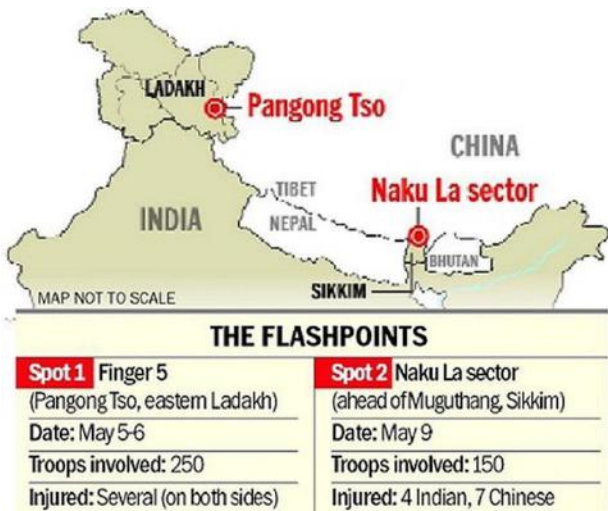 LADAKH
Pangong Tso
CHINA
TIBET
Naku La sector
INDIA
NEPAL
BHUTAN
SIKKIM
MAP NOT TO SCALE
THE FLASHPOINTS
Spot 1 Finger 5
(Pangong Tso, eastern Ladakh)
Date: May 5-6
Troops involved: 250
Injured: Several (on both sides)
Spot 2 Naku La sector
(ahead of Muguthang, Sikkim)
Date: May 9
Troops involved: 150
Injured: 4 Indian, 7 Chinese